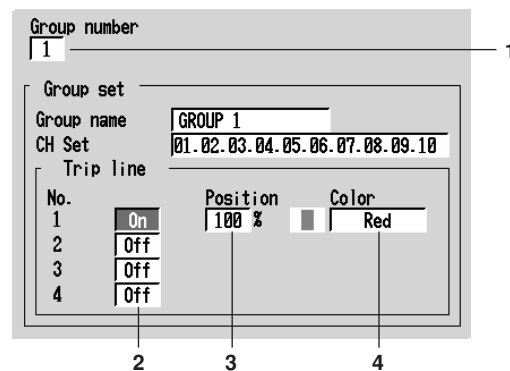 Group number
1
1
Group set
Group name GROUP 1
CH Set 01.02.03.04.05.06.07.08.09.10
Trip line
No. Position Color
1 On 100 % Red
2 Off
3 Off
4 Off
2 3 4